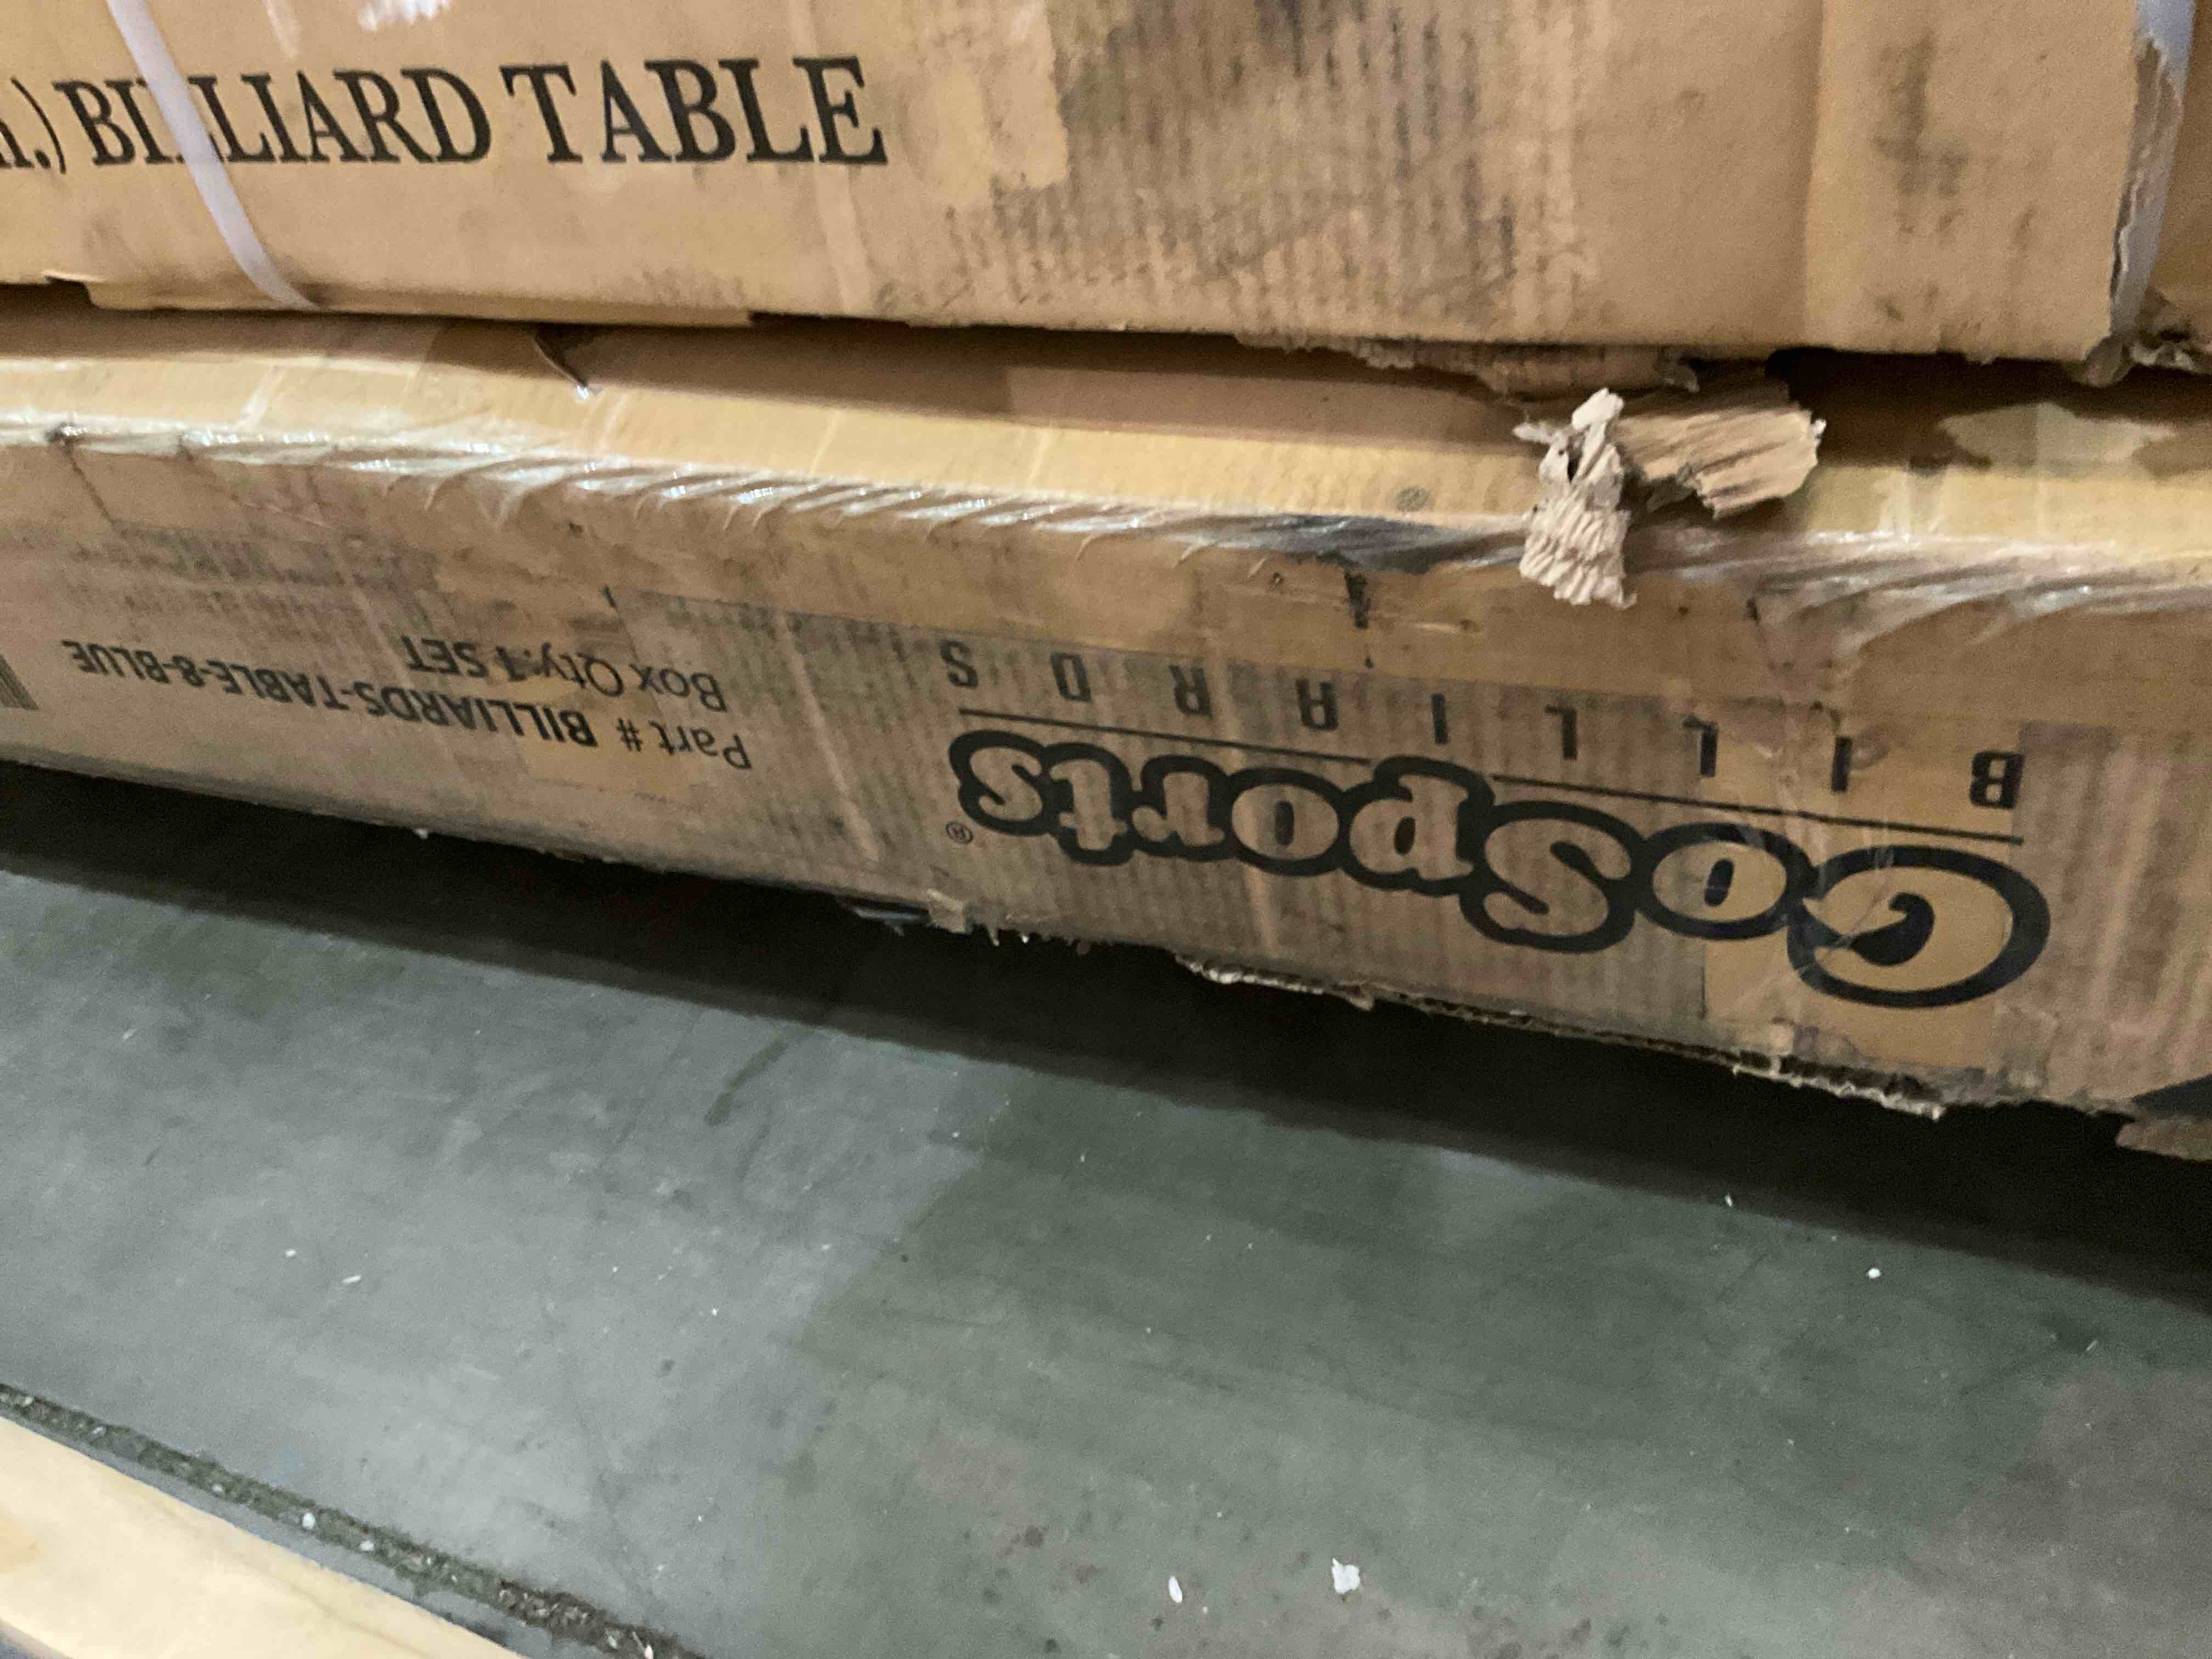 BILLIARD TABLE
GoSports®
BILLIARDS
Part # BILLIARDS-TABLE-8-BLUE
Box Qty:1 SET